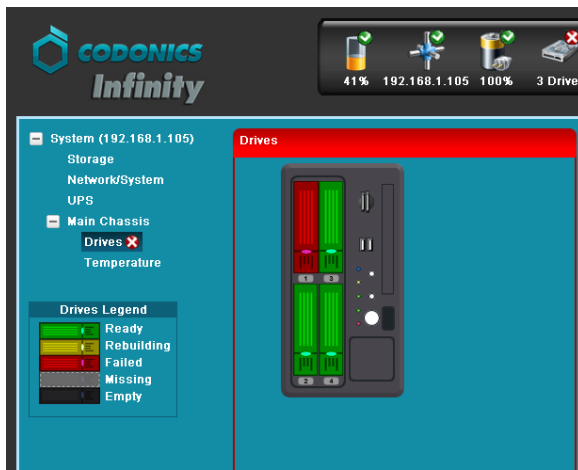 CODONICS
Infinity
41% 192.168.1.105 100% 3 Drive
System (192.168.1.105)
Storage
Network/System
UPS
Main Chassis
Drives
Temperature
Drives Legend
Ready
Rebuilding
Failed
Missing
Empty
Drives
1 3
2 4